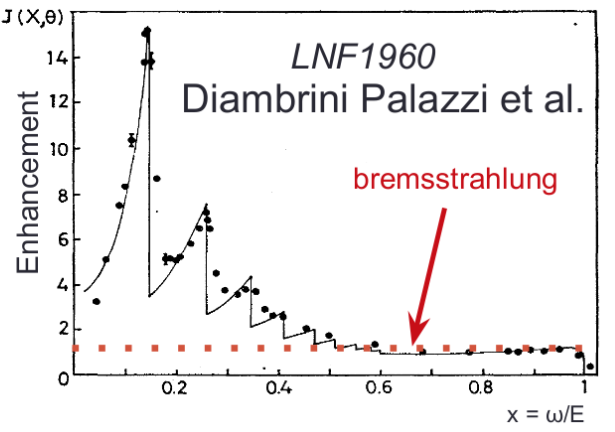 J(X,θ)
LNF1960
Diambrini Palazzi et al.
bremsstrahlung
Enhancement
14
12
10
8
6
4
2
0
0.2
0.4
0.6
0.8
1
x = ω/E